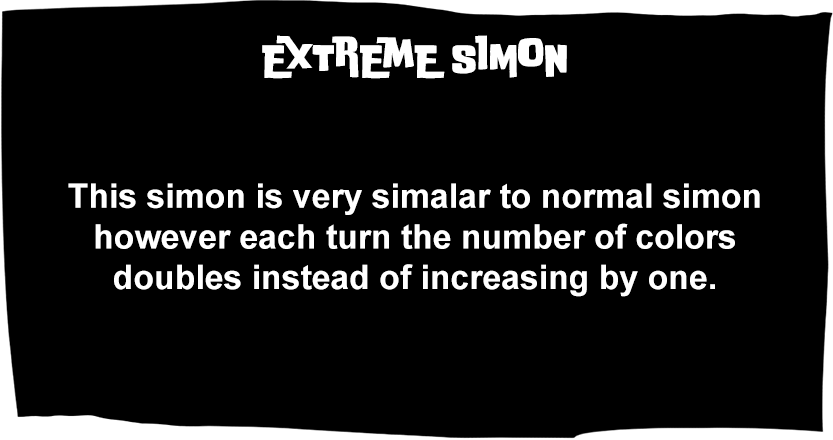 EXTREME SIMON
This simon is very simalar to normal simon
however each turn the number of colors
doubles instead of increasing by one.